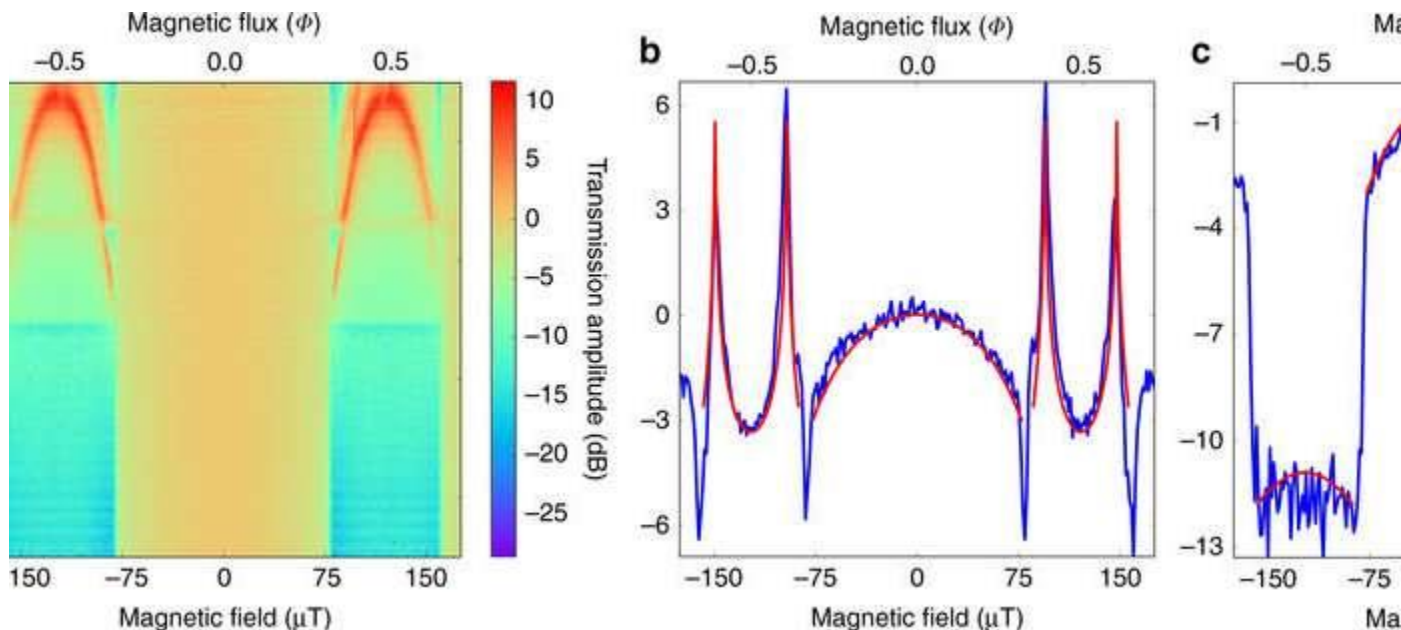 Magnetic flux (Φ)
−0.5 0.0 0.5
10
5
0
−5
−10
−15
−20
−25
Transmission amplitude (dB)
150 −75 0 75 150
Magnetic field (μT)
b
Magnetic flux (Φ)
−0.5 0.0 0.5
6
3
0
−3
−6
−150 −75 0 75 150
Magnetic field (μT)
c
Ma
−0.5
−1
−4
−7
−10
−13
−150 −75
Ma